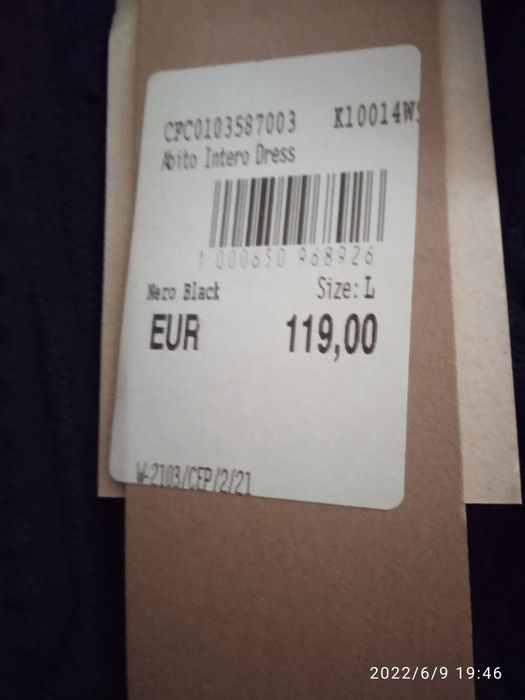 CFC0103587003 K10014W
Abito Intero Dress
1 000650 968926
Nero Black Size: L
EUR 119,00
W-2103/CFP/2/21
2022/6/9 19:46